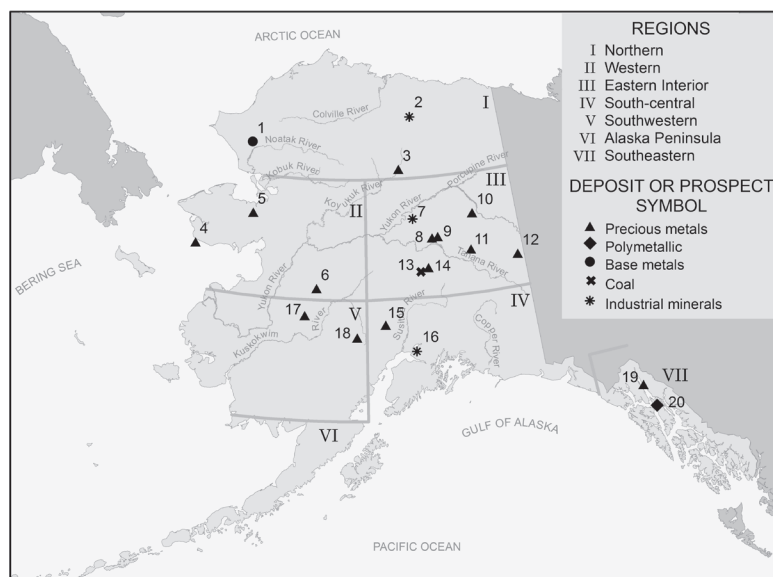 ARCTIC OCEAN
REGIONS
I Northern
II Western
III Eastern Interior
IV South-central
V Southwestern
VI Alaska Peninsula
VII Southeastern
DEPOSIT OR PROSPECT
SYMBOL
Precious metals
Polymetallic
Base metals
Coal
Industrial minerals
2
I
Colville River
1
Noatak River
3
Kobuk River
Porcupine River
III
Koyukuk River
5
II
Yukon River
7
10
4
8
9
11
12
Tanana River
BERING SEA
13
14
6
Yukon River
IV
17
River
V
15
Susitna River
Copper River
Kuskokwim
18
16
19
VII
20
VI
GULF OF ALASKA
PACIFIC OCEAN